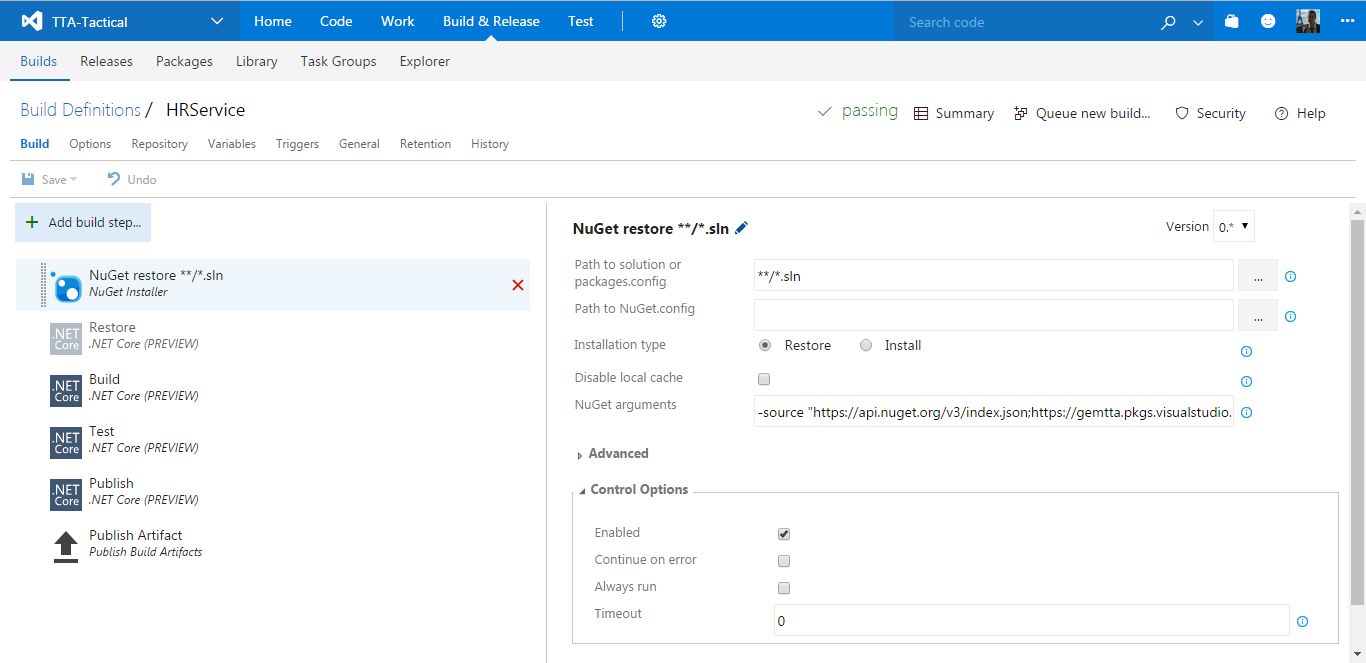 TTA-Tactical
Home Code Work Build & Release Test
Search code
Builds Releases Packages Library Task Groups Explorer
Build Definitions / HRService
passing Summary Queue new build... Security Help
Build Options Repository Variables Triggers General Retention History
Save Undo
Add build step...
NuGet restore **/*.sln
NuGet Installer
Restore
.NET Core (PREVIEW)
Build
.NET Core (PREVIEW)
Test
.NET Core (PREVIEW)
Publish
.NET Core (PREVIEW)
Publish Artifact
Publish Build Artifacts
.NET
Core
.NET
Core
.NET
Core
.NET
Core
NuGet restore **/*.sln
Version 0.*
Path to solution or
packages.config
**/*.sln
...
Path to NuGet.config
...
Installation type
Restore Install
Disable local cache
NuGet arguments
-source "https://api.nuget.org/v3/index.json;https://gemtta.pkgs.visualstudio.
Advanced
Control Options
Enabled
Continue on error
Always run
Timeout
0